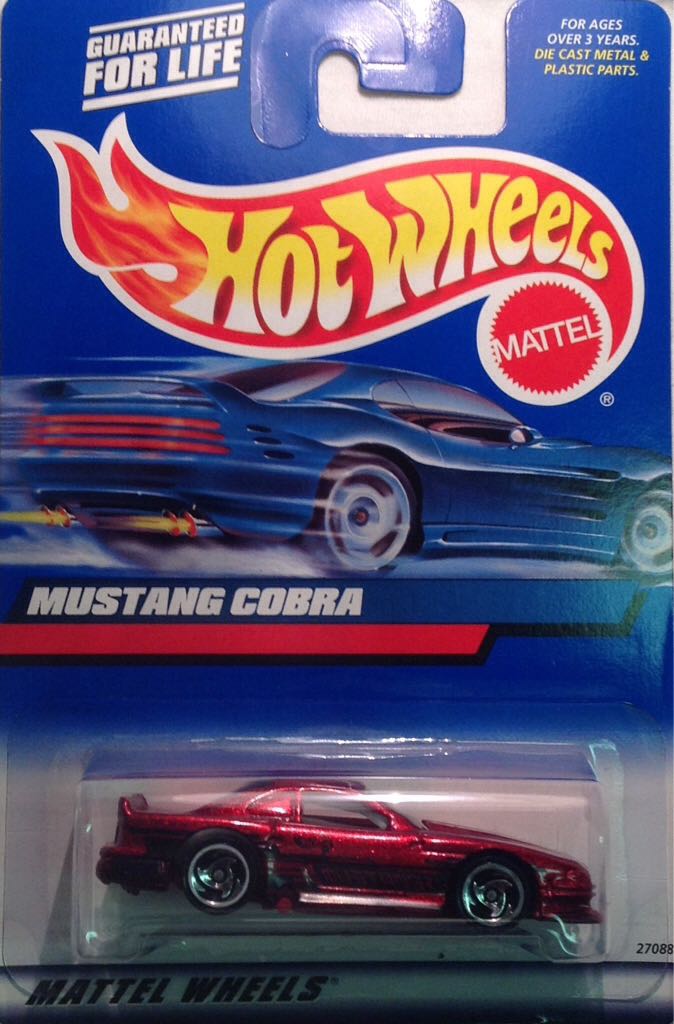 GUARANTEED
FOR LIFE
FOR AGES
OVER 3 YEARS.
DIE CAST METAL &
PLASTIC PARTS.
HOT WHEELS
MATTEL
®
MUSTANG COBRA
27088
MATTEL WHEELS®